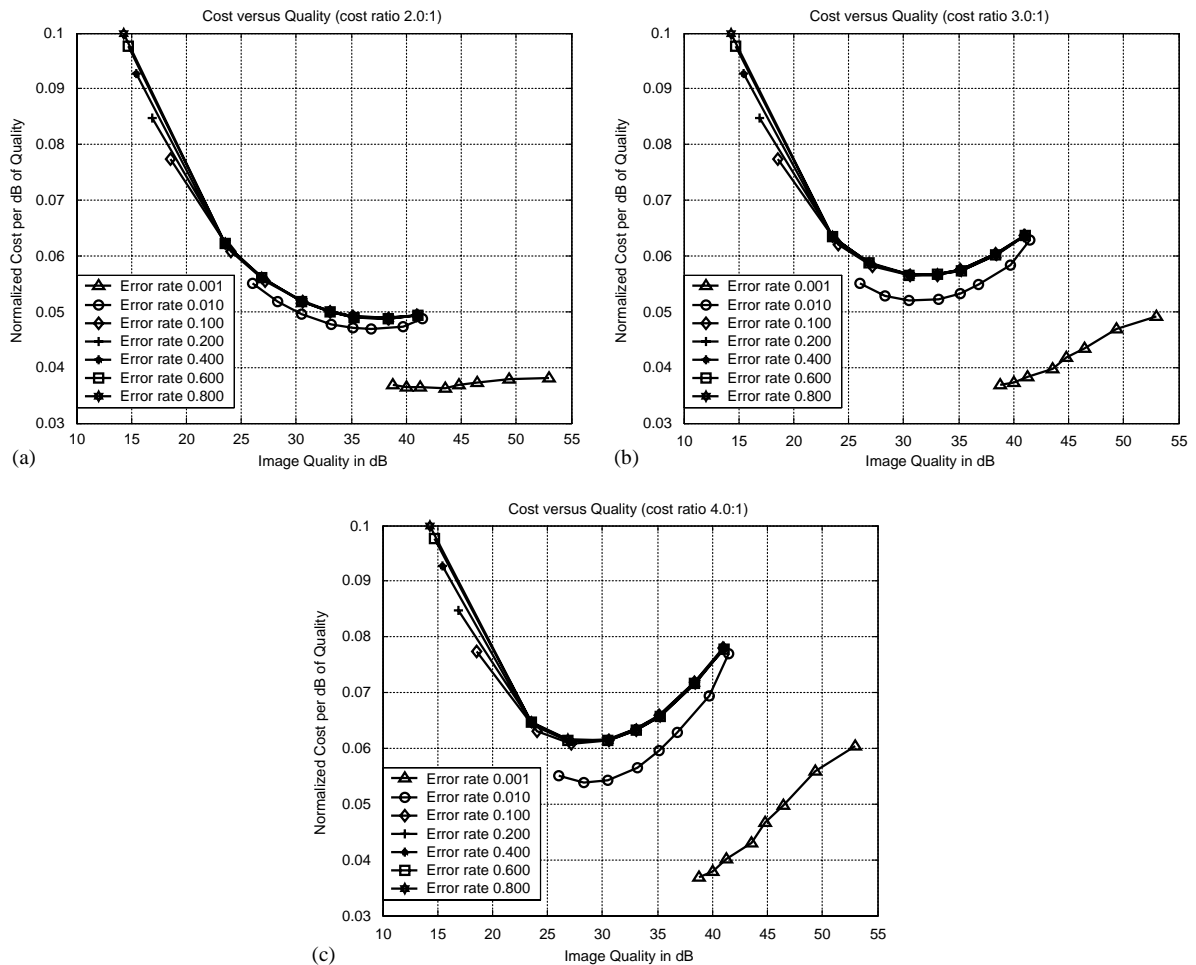 Cost versus Quality (cost ratio 2.0:1)
0.1
0.09
0.08
0.07
0.06
0.05
0.04
0.03
Normalized Cost per dB of Quality
Error rate 0.001
Error rate 0.010
Error rate 0.100
Error rate 0.200
Error rate 0.400
Error rate 0.600
Error rate 0.800
10 15 20 25 30 35 40 45 50 55
Image Quality in dB
(a)
Cost versus Quality (cost ratio 3.0:1)
0.1
0.09
0.08
0.07
0.06
0.05
0.04
0.03
Normalized Cost per dB of Quality
Error rate 0.001
Error rate 0.010
Error rate 0.100
Error rate 0.200
Error rate 0.400
Error rate 0.600
Error rate 0.800
10 15 20 25 30 35 40 45 50 55
Image Quality in dB
(b)
Cost versus Quality (cost ratio 4.0:1)
0.1
0.09
0.08
0.07
0.06
0.05
0.04
0.03
Normalized Cost per dB of Quality
Error rate 0.001
Error rate 0.010
Error rate 0.100
Error rate 0.200
Error rate 0.400
Error rate 0.600
Error rate 0.800
10 15 20 25 30 35 40 45 50 55
Image Quality in dB
(c)